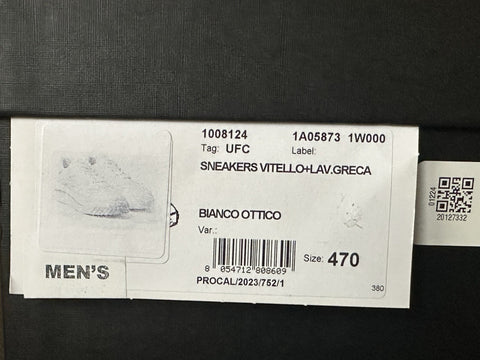 1008124 1A05873 1W000
Tag: UFC Label:
SNEAKERS VITELLO+LAV.GRECA
BIANCO OTTICO
Var.:
8 054712 808609
Size: 470
PROCAL/2023/752/1
380
MEN'S
01224
20127332